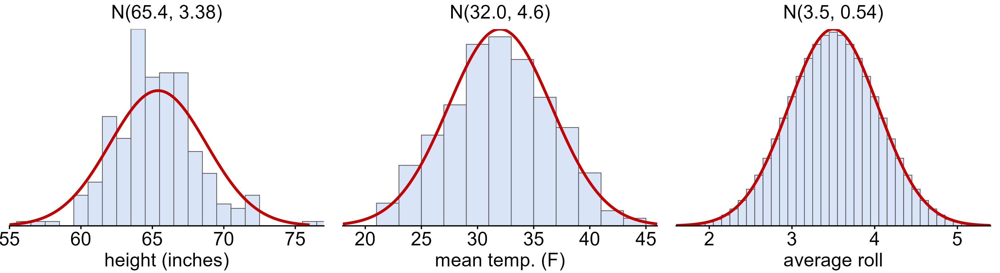 N(65.4, 3.38)
55 60 65 70 75
height (inches)
N(32.0, 4.6)
20 25 30 35 40 45
mean temp. (F)
N(3.5, 0.54)
2 3 4 5
average roll